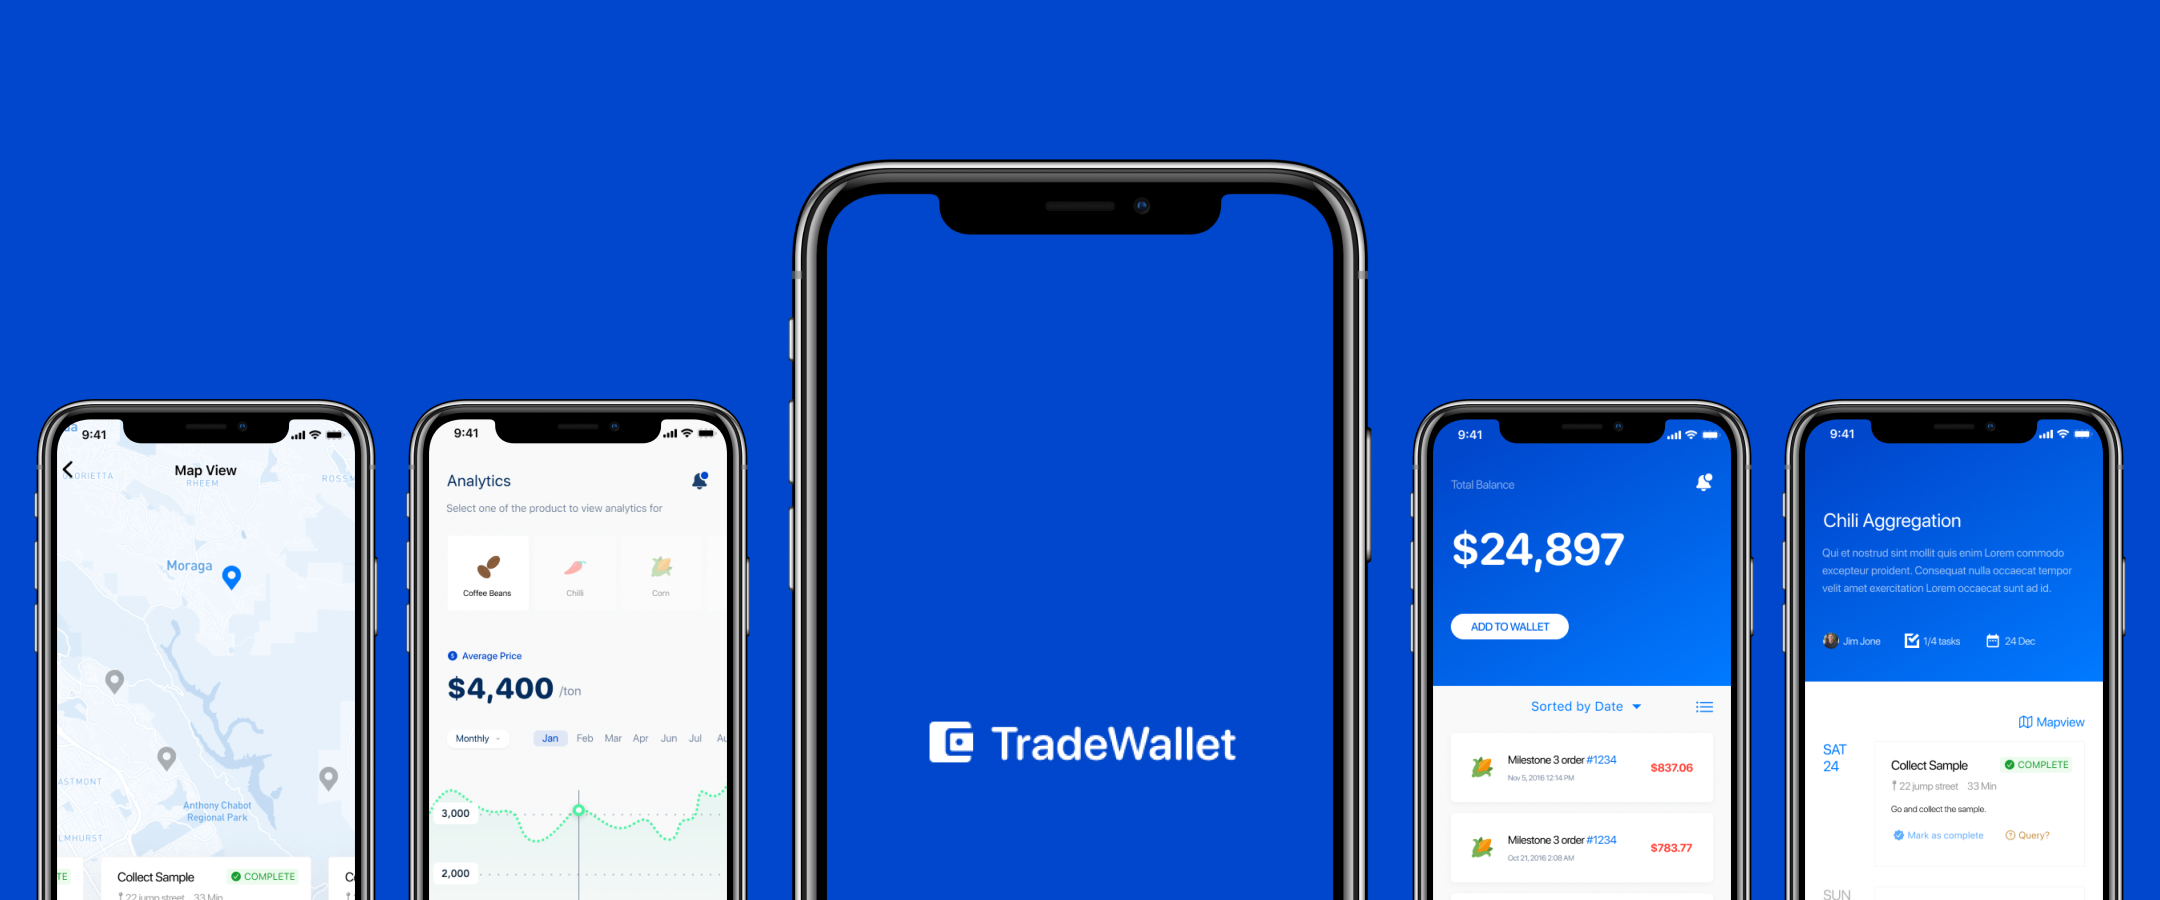 9:41
Map View
RHEEM
Moraga
Anthony Chabot
Regional Park
Collect Sample
COMPLETE
22 jump street 33 Min
9:41
Analytics
Select one of the product to view analytics for
Coffee Beans
Chilli
Corn
Average Price
$4,400 /ton
Monthly
Jan Feb Mar Apr Jun Jul Au
3,000
2,000
TradeWallet
9:41
Total Balance
$24,897
ADD TO WALLET
Sorted by Date
Milestone 3 order #1234
Nov 5, 2016 12:14 PM
$837.06
Milestone 3 order #1234
Oct 21, 2016 2:08 AM
$783.77
9:41
Chili Aggregation
Qui et nostrud sint mollit quis enim Lorem commodo
excepteur proident. Consequat nulla occaecat tempor
velit amet exercitation Lorem occaecat sunt ad id.
Jim Jone
1/4 tasks
24 Dec
Mapview
SAT
24
Collect Sample
COMPLETE
22 jump street 33 Min
Go and collect the sample.
Mark as complete
Query?
SUN